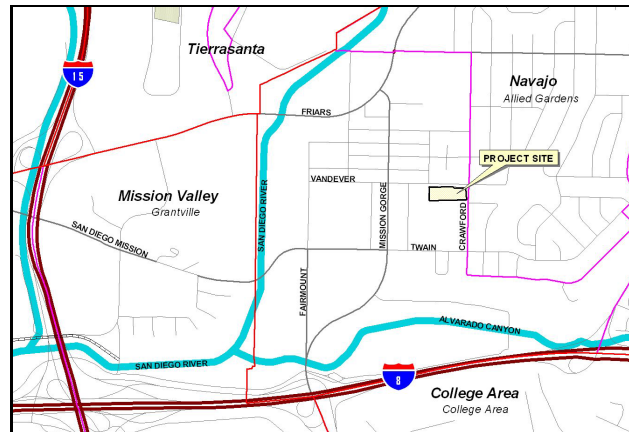 Tierrasanta
15
Navajo
Allied Gardens
FRIARS
PROJECT SITE
VANDEVER
Mission Valley
Grantville
SAN DIEGO RIVER
MISSION GORGE
CRAWFORD
SAN DIEGO MISSION
TWAIN
FAIRMOUNT
ALVARADO CANYON
SAN DIEGO RIVER
8
College Area
College Area